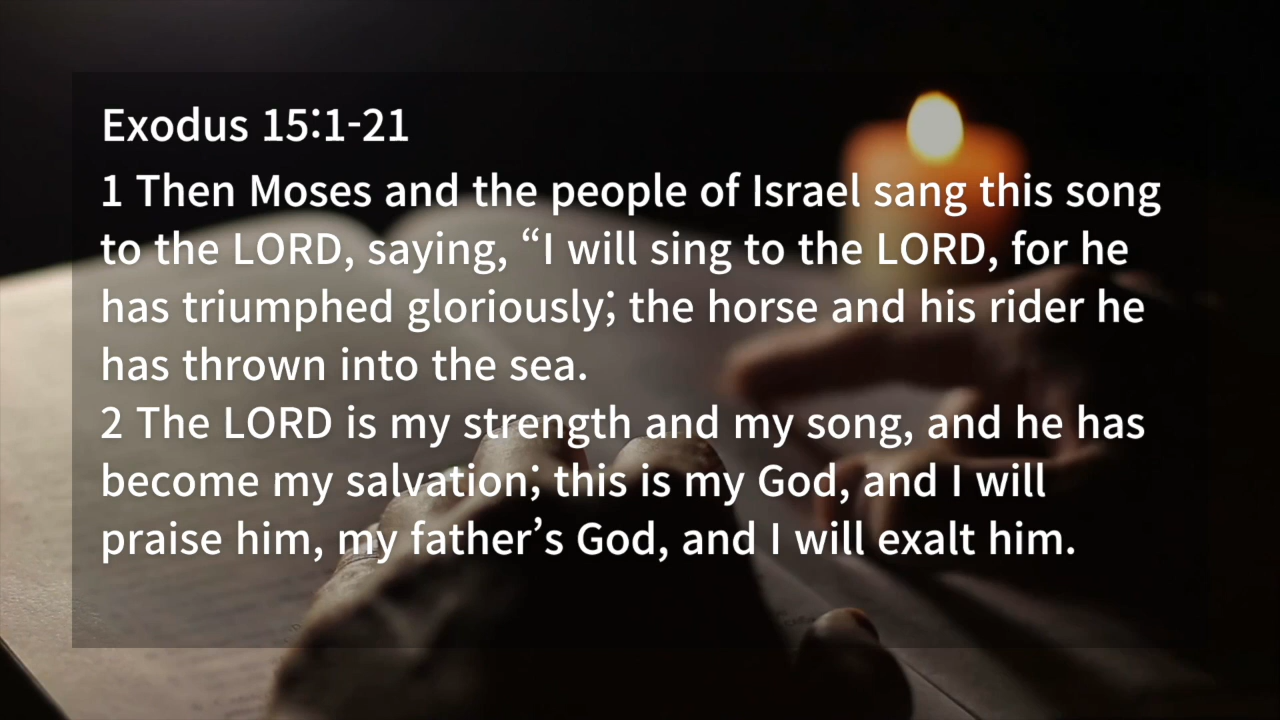 Exodus 15:1-21
1 Then Moses and the people of Israel sang this song
to the LORD, saying, “I will sing to the LORD, for he
has triumphed gloriously; the horse and his rider he
has thrown into the sea.
2 The LORD is my strength and my song, and he has
become my salvation; this is my God, and I will
praise him, my father’s God, and I will exalt him.